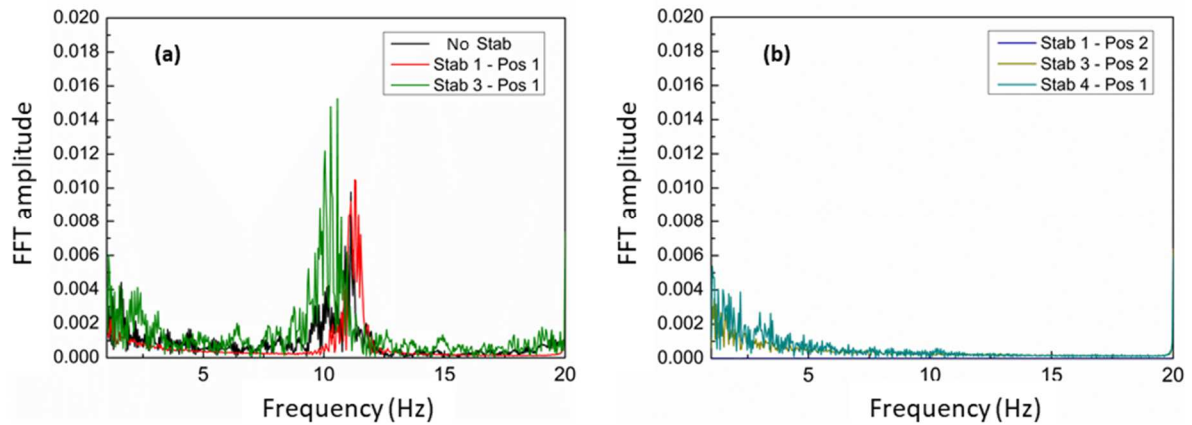 (a)
No Stab
Stab 1 - Pos 1
Stab 3 - Pos 1
FFT amplitude
0.020
0.018
0.016
0.014
0.012
0.010
0.008
0.006
0.004
0.002
0.000
5 10 15 20
Frequency (Hz)
(b)
Stab 1 - Pos 2
Stab 3 - Pos 2
Stab 4 - Pos 1
FFT amplitude
0.020
0.018
0.016
0.014
0.012
0.010
0.008
0.006
0.004
0.002
0.000
5 10 15 20
Frequency (Hz)